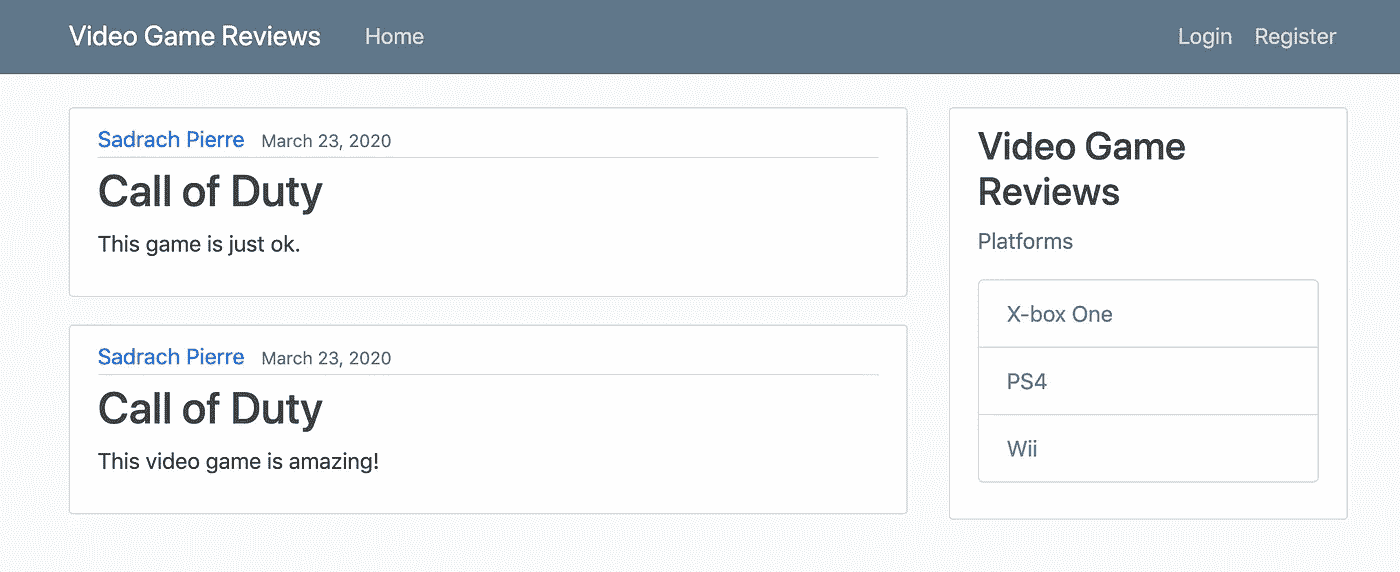 Video Game Reviews Home Login Register
Sadrach Pierre March 23, 2020
Call of Duty
This game is just ok.
Sadrach Pierre March 23, 2020
Call of Duty
This video game is amazing!
Video Game
Reviews
Platforms
X-box One
PS4
Wii